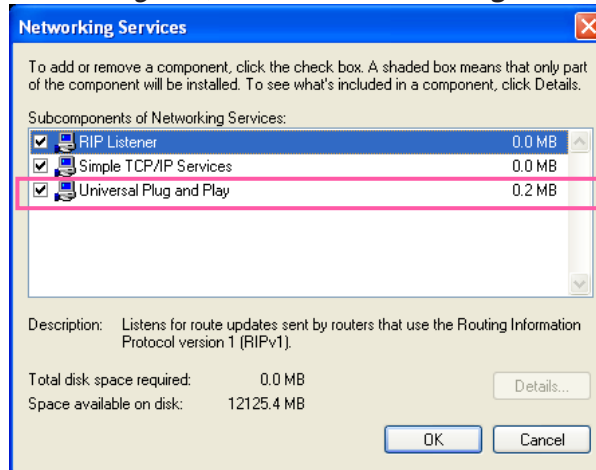 Networking Services
To add or remove a component, click the check box. A shaded box means that only part
of the component will be installed. To see what's included in a component, click Details.
Subcomponents of Networking Services:
RIP Listener 0.0 MB
Simple TCP/IP Services 0.0 MB
Universal Plug and Play 0.2 MB
Description: Listens for route updates sent by routers that use the Routing Information
Protocol version 1 (RIPv1).
Total disk space required: 0.0 MB
Space available on disk: 12125.4 MB
Details...
OK Cancel